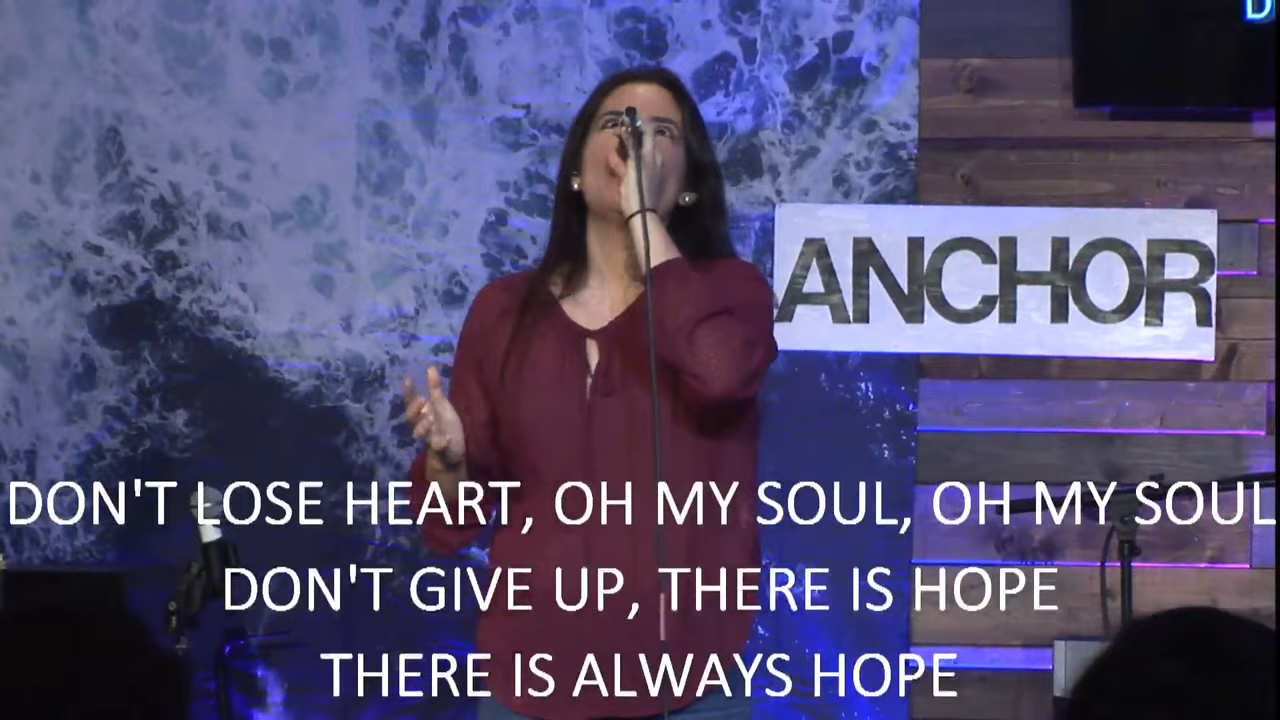 D
ANCHOR
DON'T LOSE HEART, OH MY SOUL, OH MY SOUL
DON'T GIVE UP, THERE IS HOPE
THERE IS ALWAYS HOPE